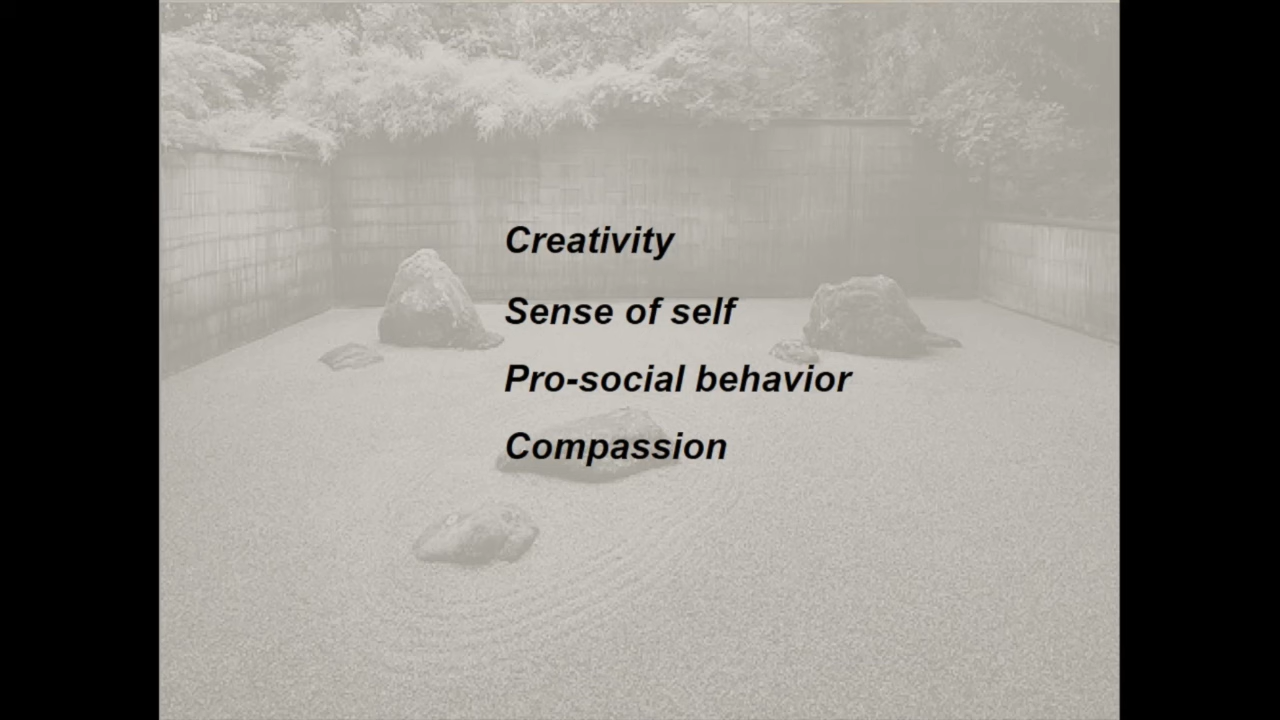 Creativity
Sense of self
Pro-social behavior
Compassion